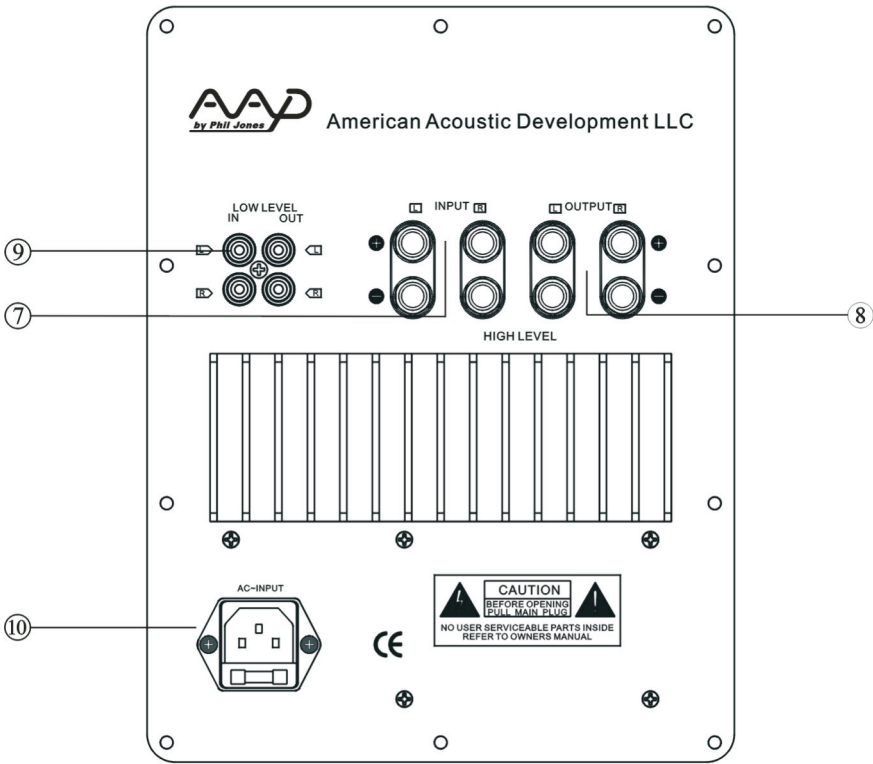 AAD
by Phil Jones
American Acoustic Development LLC
LOW LEVEL
IN OUT
L L
R R
L INPUT R
L OUTPUT R
+ +
- -
HIGH LEVEL
9
7
8
AC~INPUT
10
CE
CAUTION
BEFORE OPENING
PULL MAIN PLUG
NO USER SERVICEABLE PARTS INSIDE
REFER TO OWNERS MANUAL